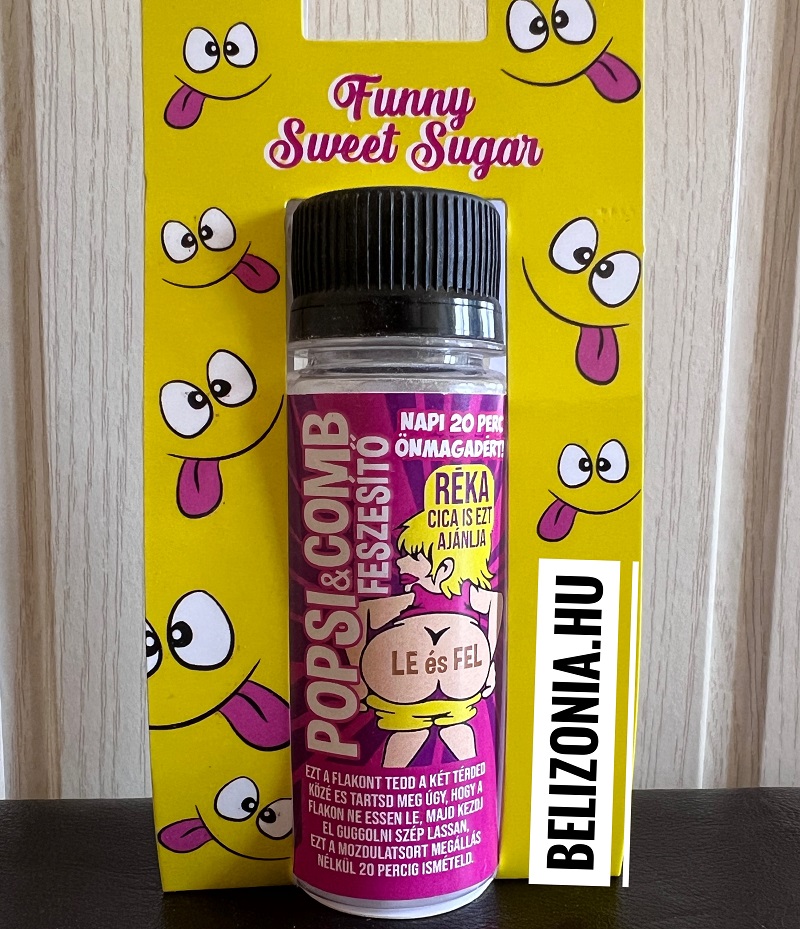 Funny
Sweet Sugar
POPSI & COMB
FESZESÍTŐ
NAPI 20 PERC
ÖNMAGADÉRT!
RÉKA
CICA IS EZT
AJÁNLJA
LE és FEL
EZT A FLAKONT TEDD A KÉT TÉRDED
KÖZÉ ES TARTSD MEG ÚGY, HOGY A
FLAKON NE ESSEN LE, MAJD KEZDJ
EL GUGGOLNI SZÉP LASSAN,
EZT A MOZDULATSORT MEGÁLLÁS
NÉLKÜL 20 PERCIG ISMÉTELD.
BELIZONIA.HU